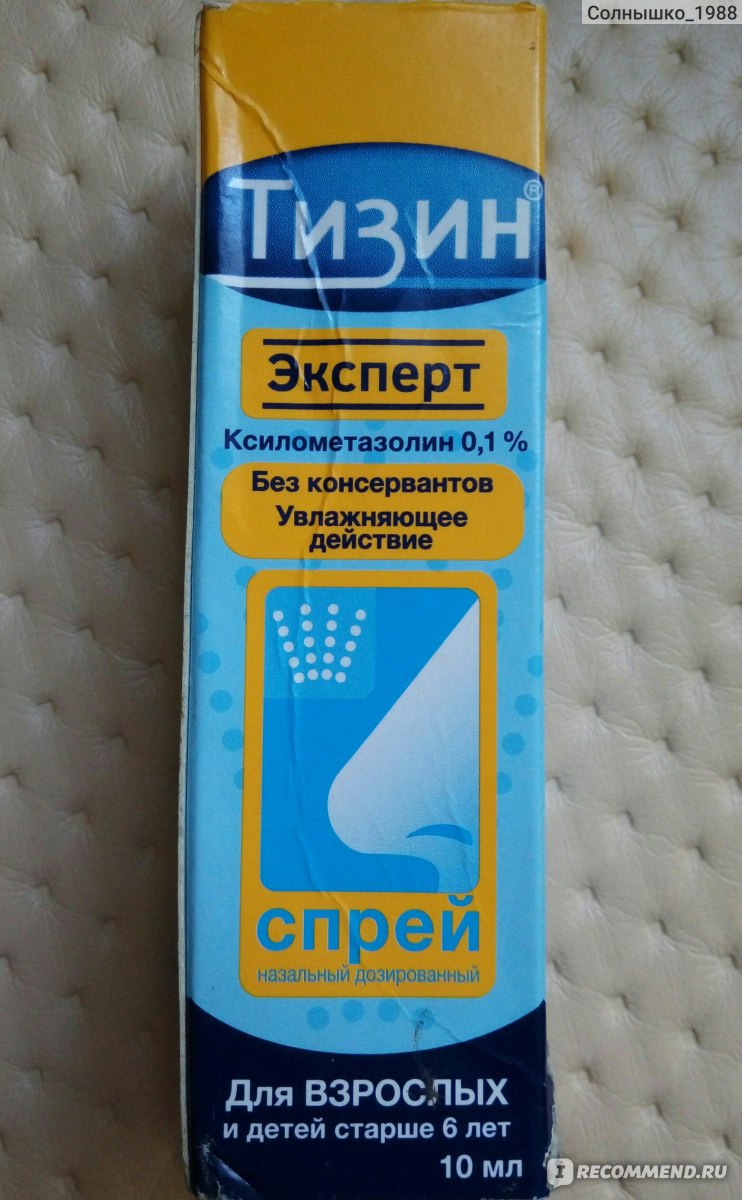 Солнышко_1988
Тизин®
Эксперт
Ксилометазолин 0,1 %
Без консервантов
Увлажняющее
действие
спрей
назальный дозированный
Для ВЗРОСЛЫХ
и детей старше 6 лет
10 мл
IRECOMMEND.RU